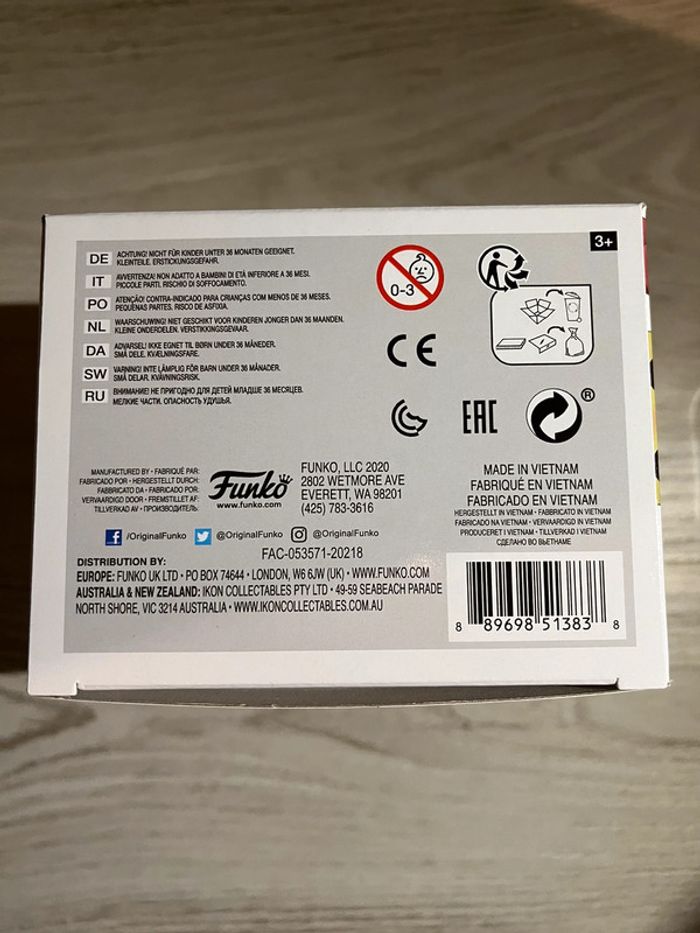 3+
DE ACHTUNG! NICHT FÜR KINDER UNTER 36 MONATEN GEEIGNET.
KLEINTEILE. ERSTICKUNGSGEFAHR.
IT AVVERTENZA! NON ADATTO A BAMBINI DI ETÀ INFERIORE A 36 MESI.
PICCOLE PARTI. RISCHIO DI SOFFOCAMENTO.
PO ATENÇÃO! CONTRA-INDICADO PARA CRIANÇAS COM MENOS DE 36 MESES.
PEQUENAS PARTES. RISCO DE ASFIXIA.
NL WAARSCHUWING! NIET GESCHIKT VOOR KINDEREN JONGER DAN 36 MAANDEN.
KLEINE ONDERDELEN. VERSTIKKINGSGEVAAR.
DA ADVARSEL! IKKE EGNET TIL BØRN UNDER 36 MÅNEDER.
SMÅ DELE. KVÆLNINGSFARE.
SW VARNING! INTE LÄMPLIG FÖR BARN UNDER 36 MÅNADER.
SMÅ DELAR. KVÄVNINGSRISK.
RU ВНИМАНИЕ! НЕ ПРИГОДНО ДЛЯ ДЕТЕЙ МЛАДШЕ 36 МЕСЯЦЕВ.
МЕЛКИЕ ЧАСТИ. ОПАСНОСТЬ УДУШЬЯ.
0-3
CE
EAC
®
MANUFACTURED BY • FABRIQUÉ PAR:
FABRICADO POR • HERGESTELLT DURCH:
FABBRICATO DA • FABRICADO POR:
VERVAARDIGD DOOR • FREMSTILLET AF:
TILLVERKAD AV • ПРОИЗВОДИТЕЛЬ:
Funko
www.funko.com
FUNKO, LLC 2020
2802 WETMORE AVE
EVERETT, WA 98201
(425) 783-3616
MADE IN VIETNAM
FABRIQUÉ EN VIETNAM
FABRICADO EN VIETNAM
HERGESTELLT IN VIETNAM • FABBRICATO IN VIETNAM
FABRICADO NA VIETNAM • VERVAARDIGD IN VIETNAM
PRODUCERET I VIETNAM • TILLVERKAD I VIETNAM
СДЕЛАНО ВО ВЬЕТНАМЕ
f /OriginalFunko @OriginalFunko @OriginalFunko
FAC-053571-20218
DISTRIBUTION BY:
EUROPE: FUNKO UK LTD • PO BOX 74644 • LONDON, W6 6JW (UK) • WWW.FUNKO.COM
AUSTRALIA & NEW ZEALAND: IKON COLLECTABLES PTY LTD • 49-59 SEABEACH PARADE
NORTH SHORE, VIC 3214 AUSTRALIA • WWW.IKONCOLLECTABLES.COM.AU
8 89698 51383 8